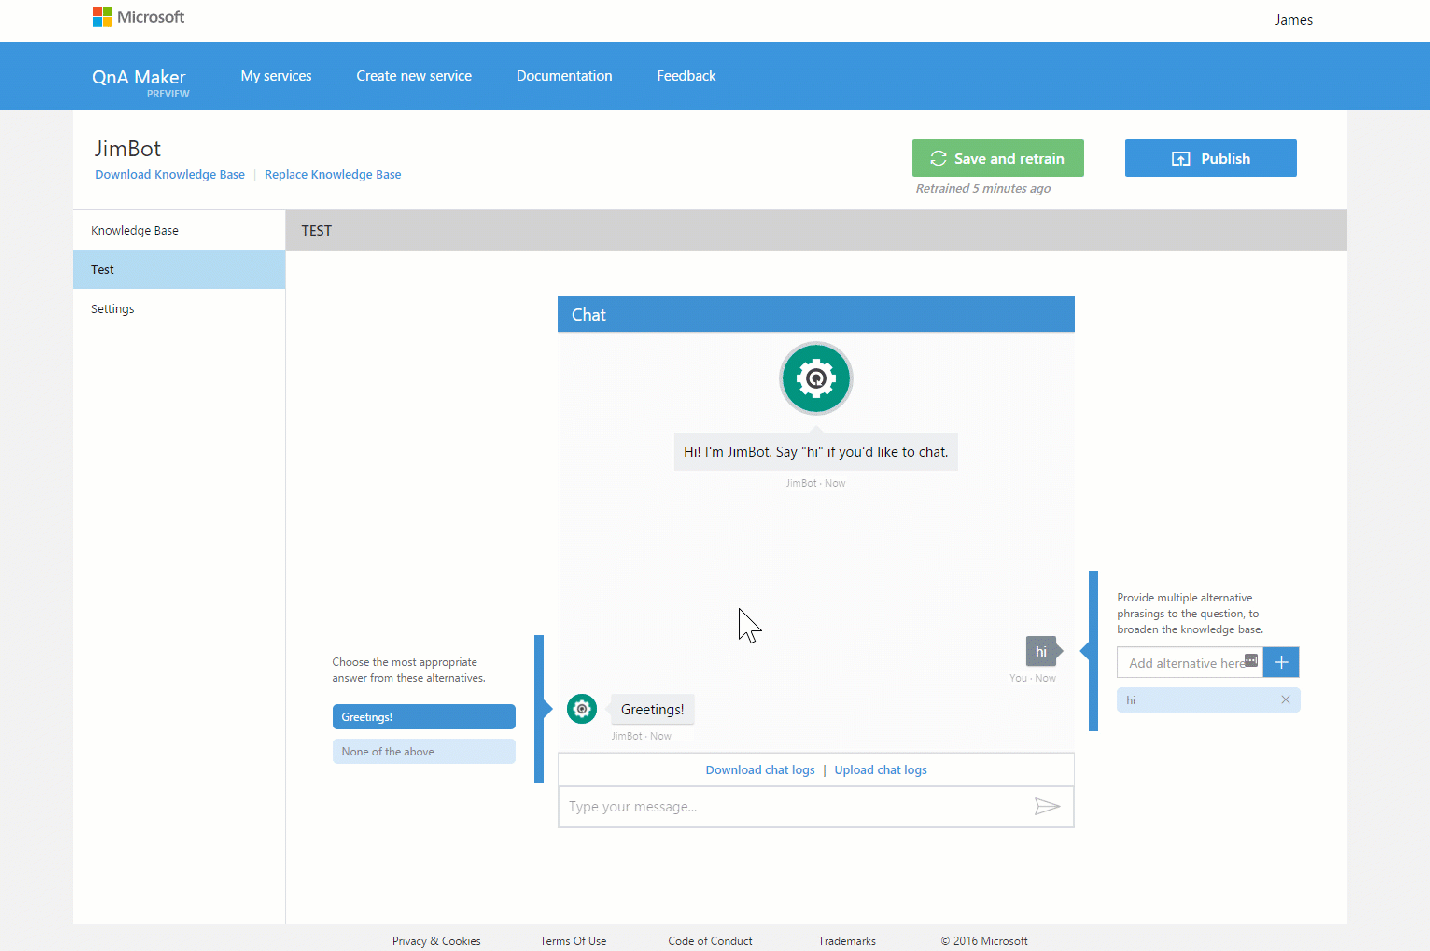 Microsoft
James
QnA Maker
PREVIEW
My services
Create new service
Documentation
Feedback
JimBot
Download Knowledge Base | Replace Knowledge Base
Save and retrain
Retrained 5 minutes ago
Publish
Knowledge Base
Test
Settings
TEST
Chat
Hi! I'm JimBot. Say "hi" if you'd like to chat.
JimBot · Now
Provide multiple alternative
phrasings to the question, to
broaden the knowledge base.
Add alternative here
hi
hi
You · Now
Choose the most appropriate
answer from these alternatives.
Greetings!
None of the above
Greetings!
JimBot · Now
Download chat logs | Upload chat logs
Type your message...
Privacy & Cookies
Terms Of Use
Code of Conduct
Trademarks
© 2016 Microsoft